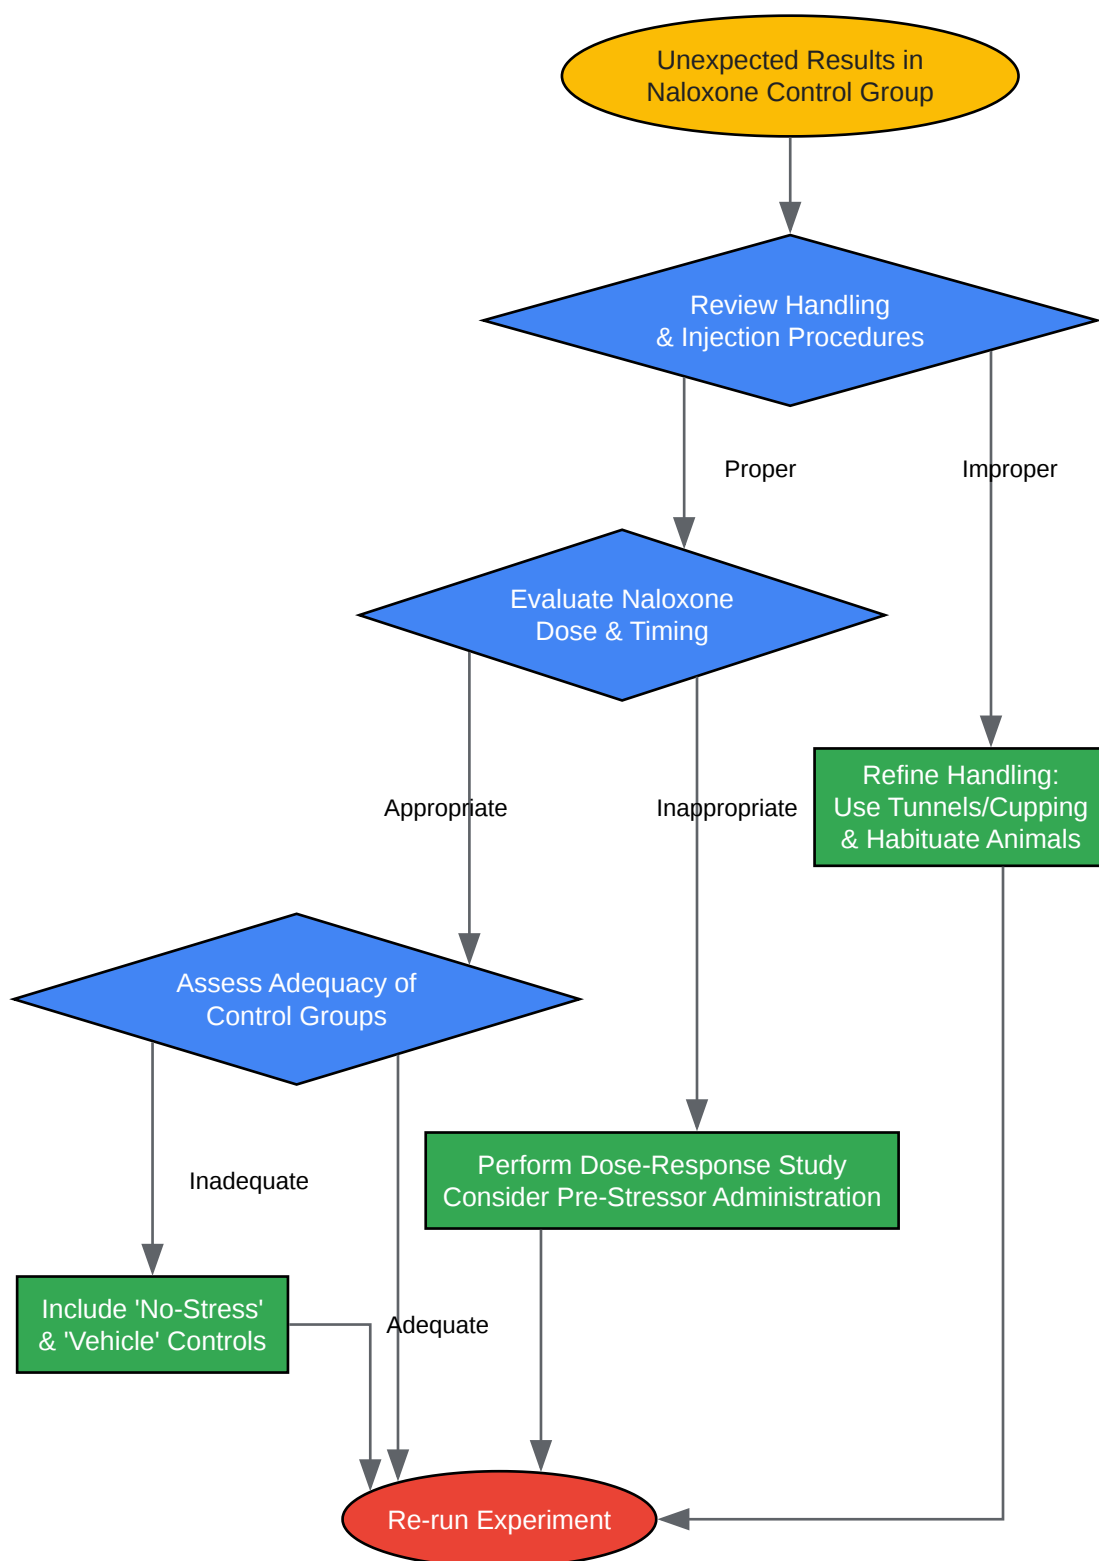 Unexpected Results in
Naloxone Control Group
Review Handling
& Injection Procedures
Proper
Improper
Evaluate Naloxone
Dose & Timing
Refine Handling:
Use Tunnels/Cupping
& Habituate Animals
Appropriate
Inappropriate
Assess Adequacy of
Control Groups
Perform Dose-Response Study
Consider Pre-Stressor Administration
Inadequate
Include 'No-Stress'
& 'Vehicle' Controls
Adequate
Re-run Experiment